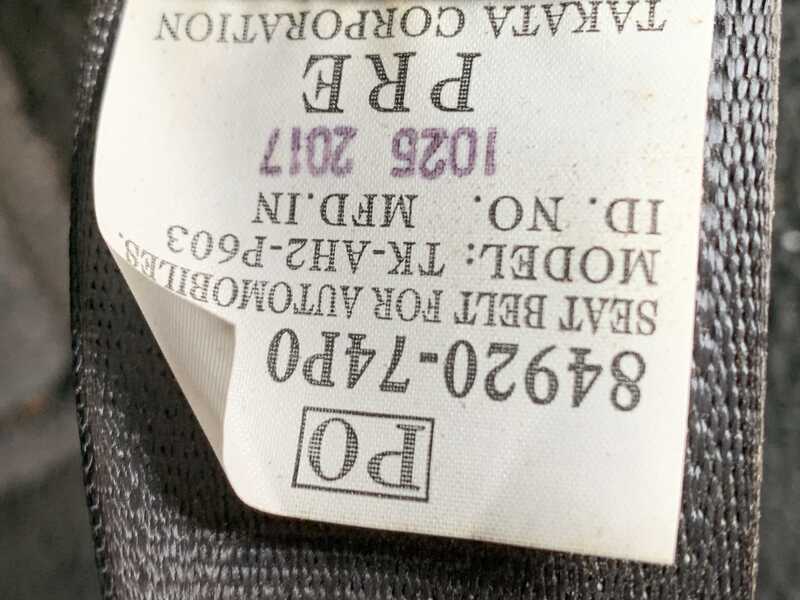 PO
84920-74P0
SEAT BELT FOR AUTOMOBILES.
MODEL: TK-AH2-P603
ID. NO. MFD.IN
1025 2017
PRE
TAKATA CORPORATION